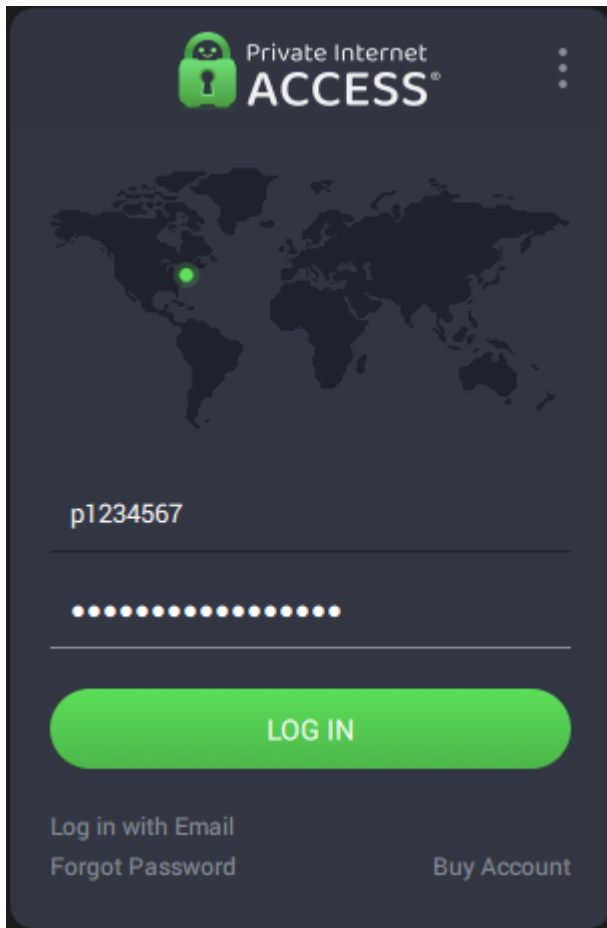 Private Internet
ACCESS®
p1234567
•••••••••••••••••
LOG IN
Log in with Email
Forgot Password
Buy Account